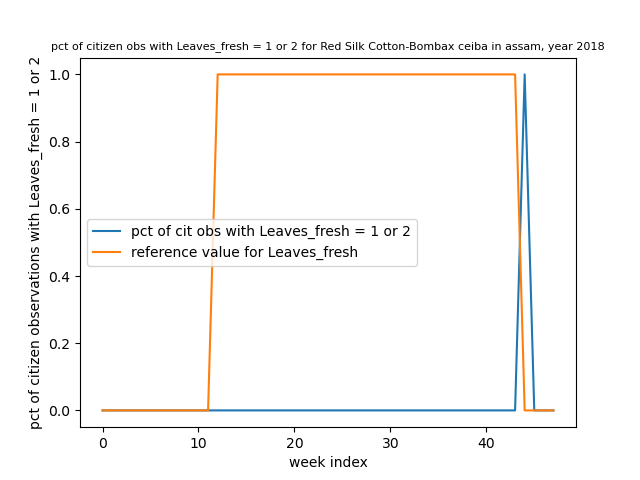 pct of citizen obs with Leaves_fresh = 1 or 2 for Red Silk Cotton-Bombax ceiba in assam, year 2018
pct of citizen observations with Leaves_fresh = 1 or 2
1.0
0.8
0.6
0.4
0.2
0.0
pct of cit obs with Leaves_fresh = 1 or 2
reference value for Leaves_fresh
0 10 20 30 40
week index